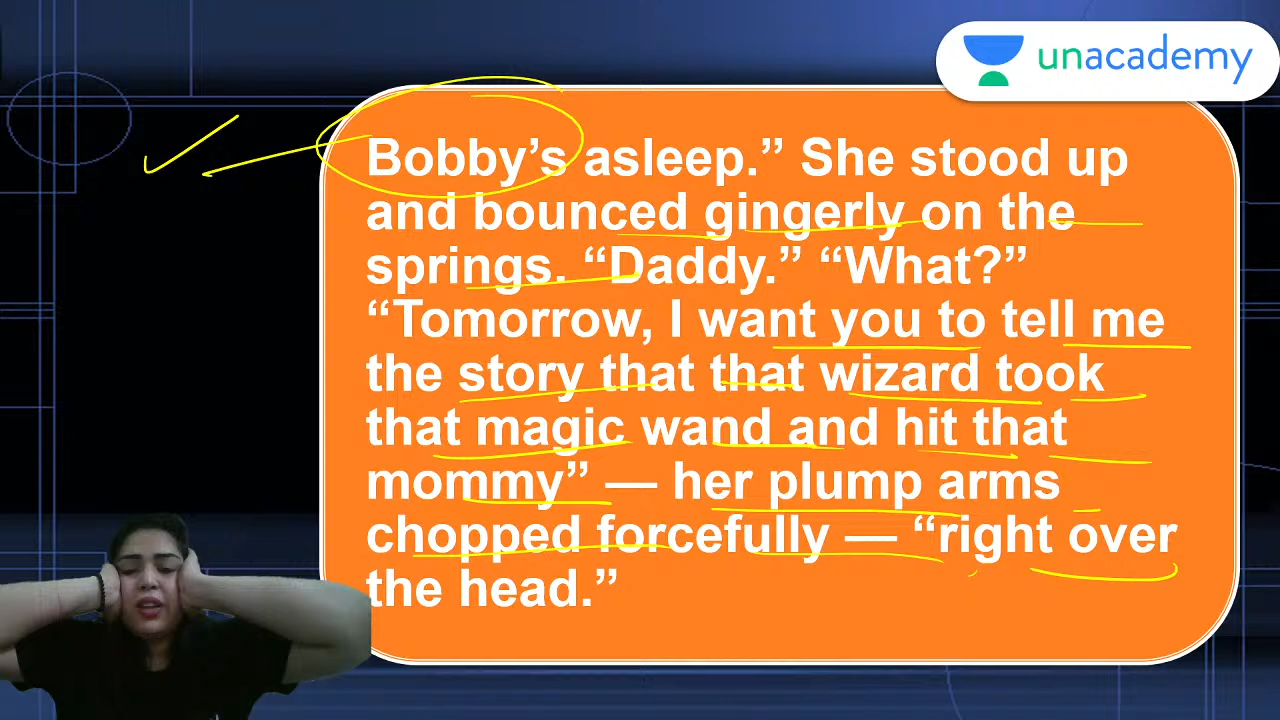 unacademy
Bobby’s asleep.” She stood up
and bounced gingerly on the
springs. “Daddy.” “What?”
“Tomorrow, I want you to tell me
the story that that wizard took
that magic wand and hit that
mommy” — her plump arms
chopped forcefully — “right over
the head.”